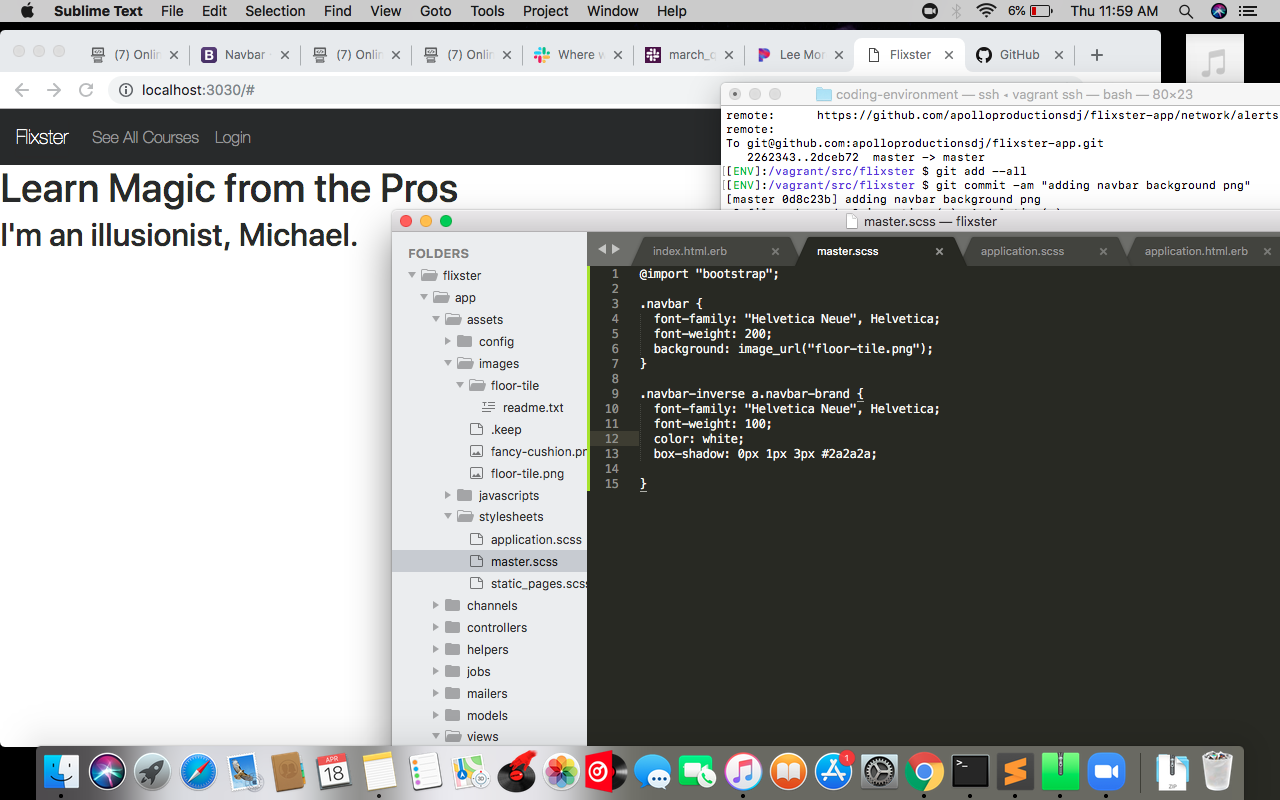 Sublime Text File Edit Selection Find View Goto Tools Project Window Help 6% Thu 11:59 AM
(7) Onlin Navbar (7) Onlin (7) Onlin Where w march_q Lee Mor Flixster GitHub
localhost:3030/#
Flixster See All Courses Login
Learn Magic from the Pros
I'm an illusionist, Michael.
coding-environment — ssh ◂ vagrant ssh — bash — 80×23
remote: https://github.com/apolloproductionsdj/flixster-app/network/alerts
remote:
To git@github.com:apolloproductionsdj/flixster-app.git
2262343..2dceb72 master -> master
[[ENV]:/vagrant/src/flixster $ git add --all
[[ENV]:/vagrant/src/flixster $ git commit -am "adding navbar background png"
[master 0d8c23b] adding navbar background png
master.scss — flixster
FOLDERS
flixster
app
assets
config
images
floor-tile
readme.txt
.keep
fancy-cushion.pr
floor-tile.png
javascripts
stylesheets
application.scss
master.scss
static_pages.scss
channels
controllers
helpers
jobs
mailers
models
views
index.html.erb master.scss application.scss application.html.erb
1 @import "bootstrap";
2
3 .navbar {
4 font-family: "Helvetica Neue", Helvetica;
5 font-weight: 200;
6 background: image_url("floor-tile.png");
7 }
8
9 .navbar-inverse a.navbar-brand {
10 font-family: "Helvetica Neue", Helvetica;
11 font-weight: 100;
12 color: white;
13 box-shadow: 0px 1px 3px #2a2a2a;
14
15 }
APR
18
1
ZIP